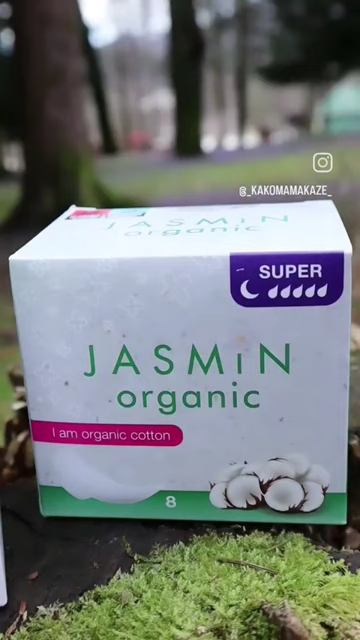 @_KAKOMAMAKAZE_
JASMiN
organic
SUPER
JASMiN
organic
I am organic cotton
8